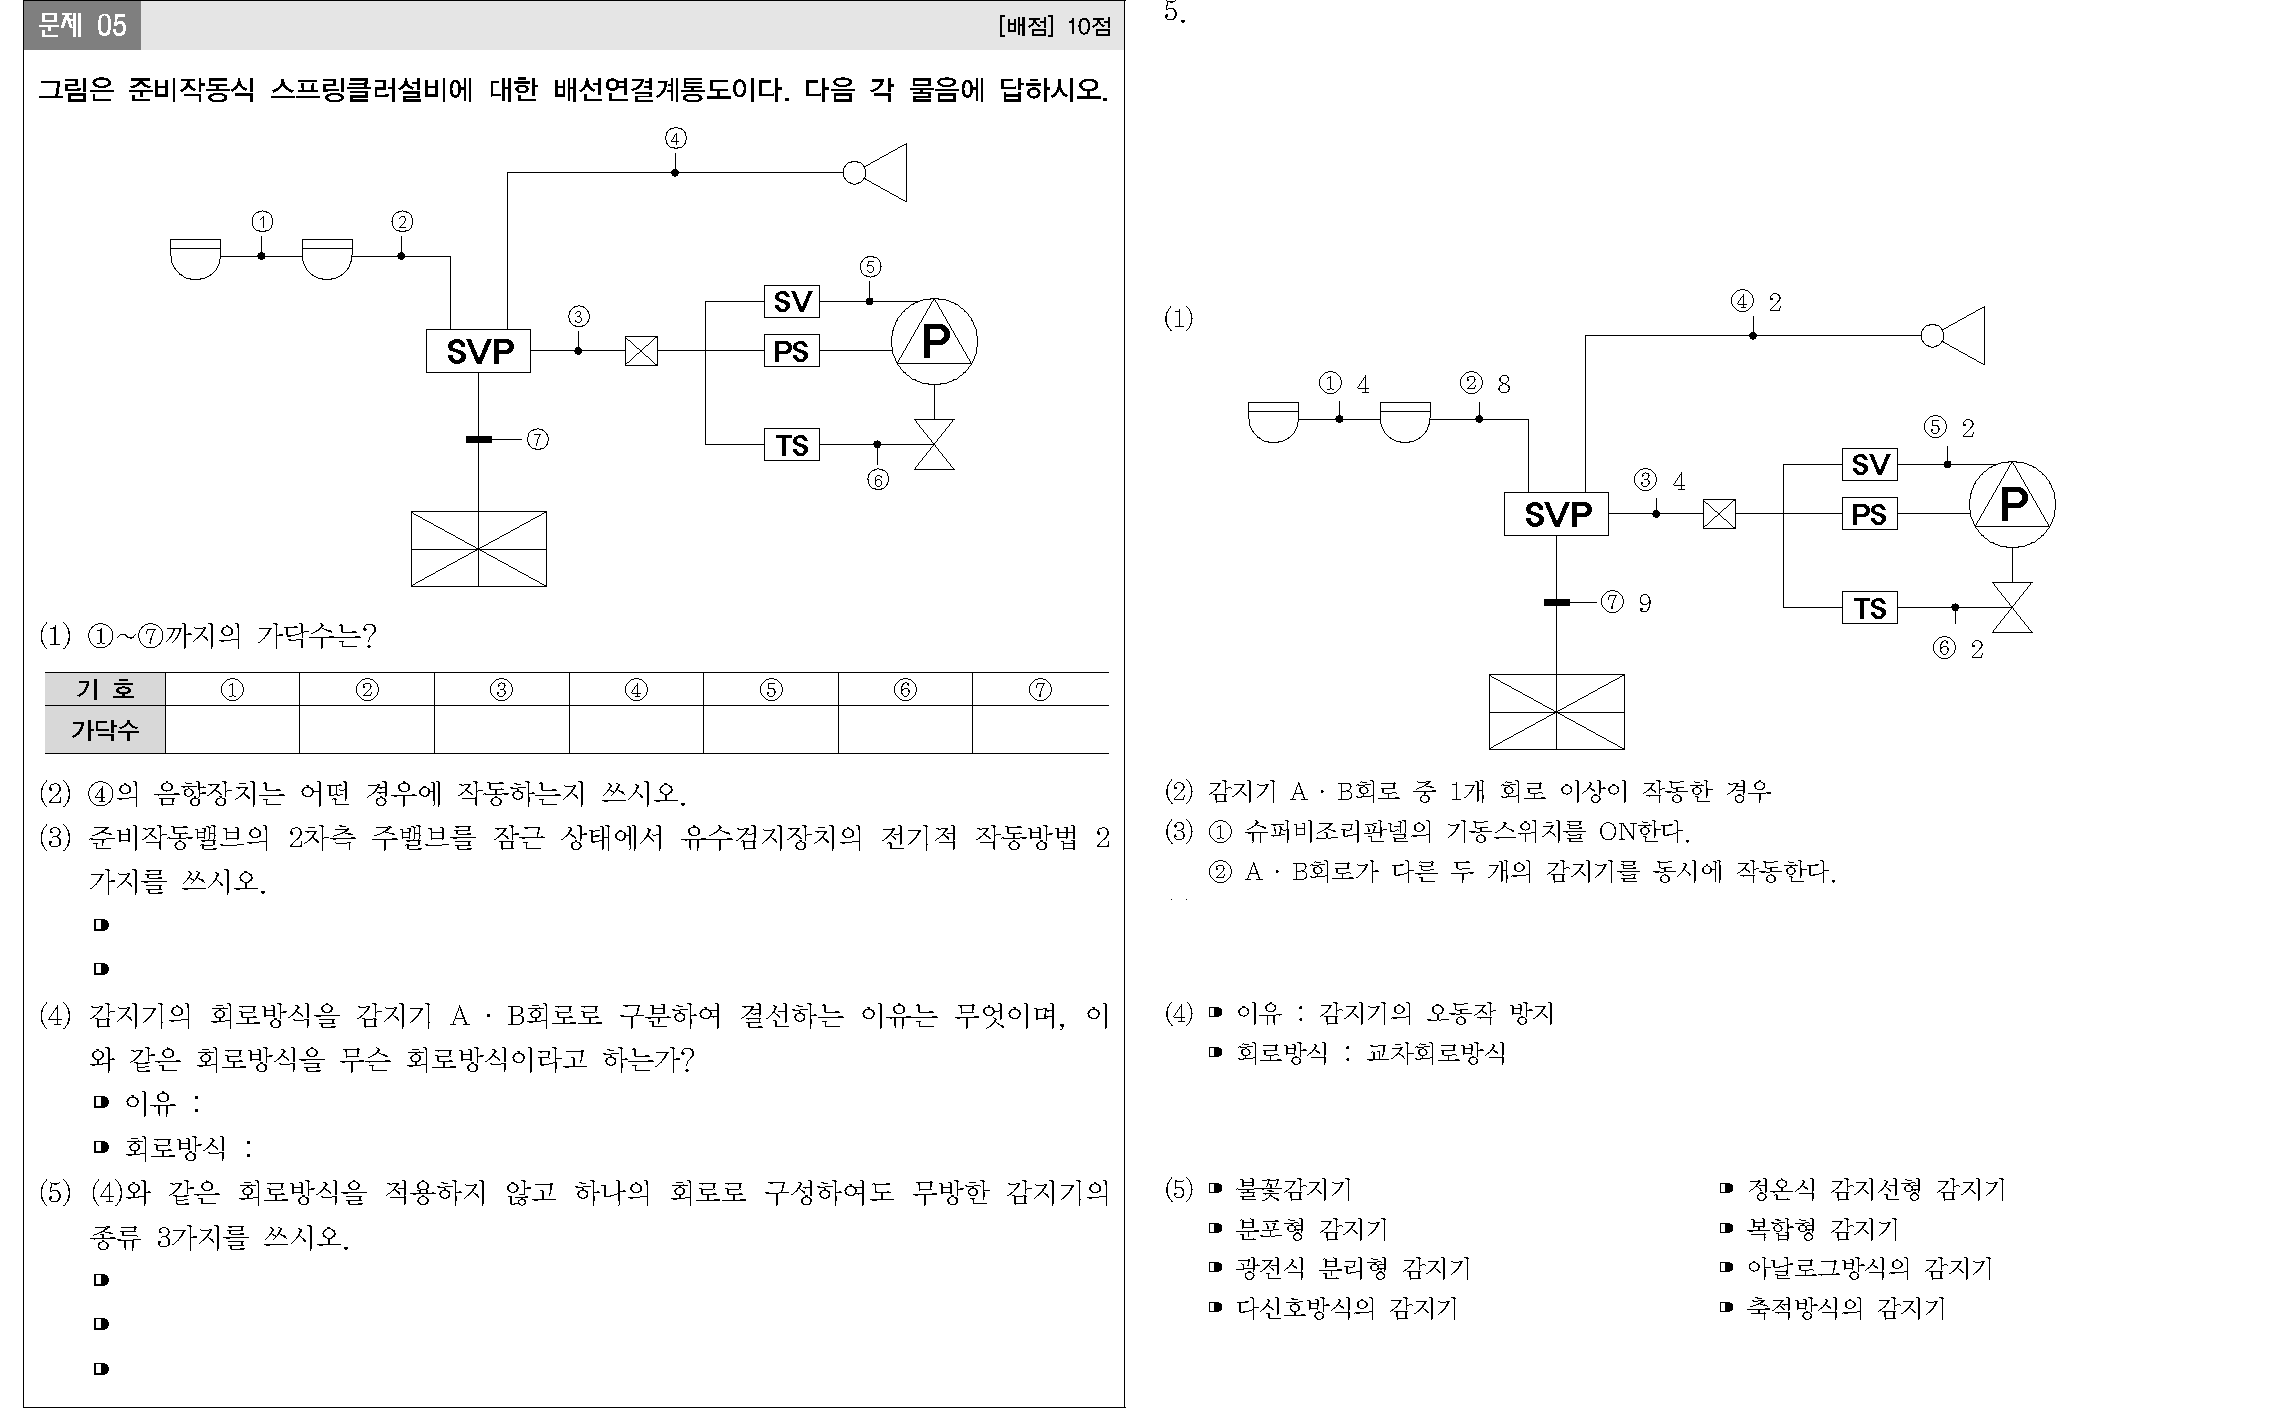 문제 05
[배점] 10점
그림은 준비작동식 스프링클러설비에 대한 배선연결계통도이다. 다음 각 물음에 답하시오.
④
① ②
⑤
SV
③
SVP
PS
P
⑦
TS
⑥
(1) ①~⑦까지의 가닥수는?
기 호 ① ② ③ ④ ⑤ ⑥ ⑦
가닥수
(2) ④의 음향장치는 어떤 경우에 작동하는지 쓰시오.
(3) 준비작동밸브의 2차측 주밸브를 잠근 상태에서 유수검지장치의 전기적 작동방법 2
가지를 쓰시오.
(4) 감지기의 회로방식을 감지기 A · B회로로 구분하여 결선하는 이유는 무엇이며, 이
와 같은 회로방식을 무슨 회로방식이라고 하는가?
이유 :
회로방식 :
(5) (4)와 같은 회로방식을 적용하지 않고 하나의 회로로 구성하여도 무방한 감지기의
종류 3가지를 쓰시오.
5.
(1)
④ 2
① 4 ② 8
⑤ 2
SV
③ 4
SVP
PS
P
⑦ 9
TS
⑥ 2
(2) 감지기 A · B회로 중 1개 회로 이상이 작동한 경우
(3) ① 슈퍼비조리판넬의 기동스위치를 ON한다.
② A · B회로가 다른 두 개의 감지기를 동시에 작동한다.
(4) 이유 : 감지기의 오동작 방지
회로방식 : 교차회로방식
(5) 불꽃감지기 정온식 감지선형 감지기
분포형 감지기 복합형 감지기
광전식 분리형 감지기 아날로그방식의 감지기
다신호방식의 감지기 축적방식의 감지기